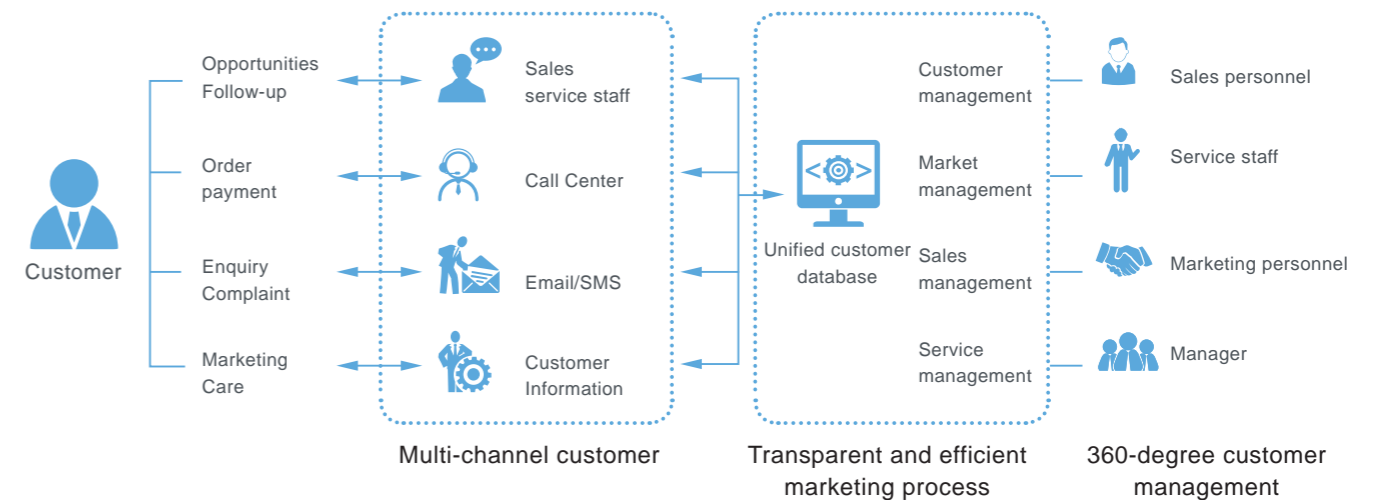 Customer
Opportunities
Follow-up
Order
payment
Enquiry
Complaint
Marketing
Care
Sales
service staff
Call Center
Email/SMS
Customer
Information
Multi-channel customer
Unified customer
database
Customer
management
Market
management
Sales
management
Service
management
Transparent and efficient
marketing process
Sales personnel
Service staff
Marketing personnel
Manager
360-degree customer
management